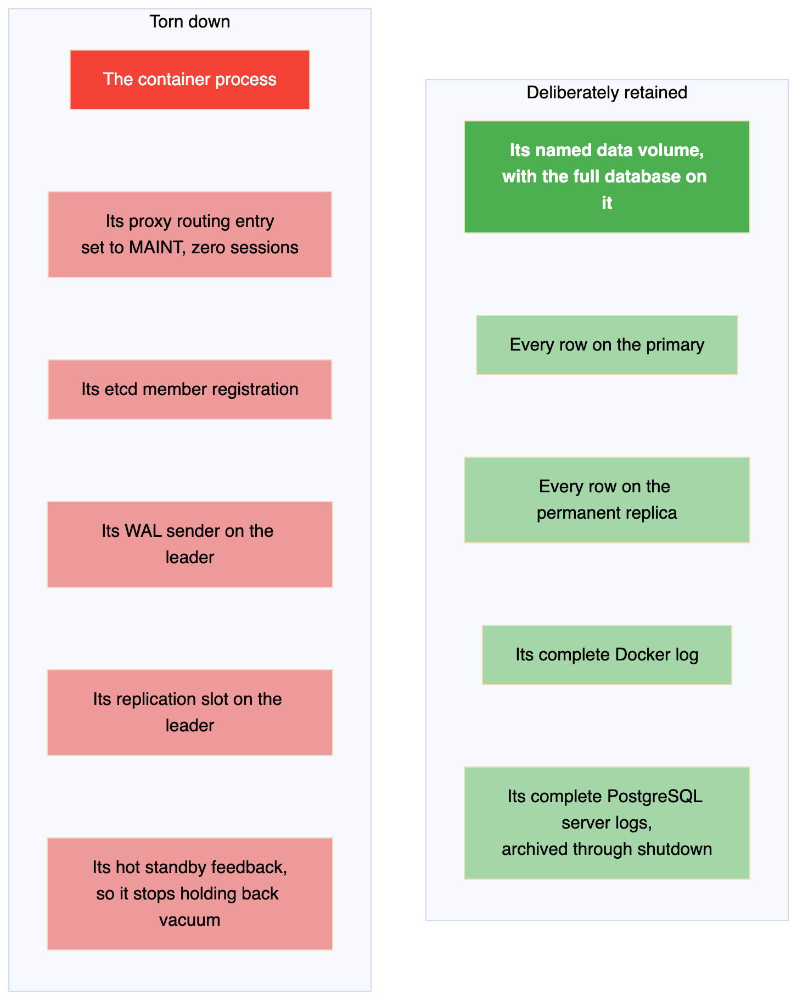 Torn down
The container process
Its proxy routing entry
set to MAINT, zero sessions
Its etcd member registration
Its WAL sender on the
leader
Its replication slot on the
leader
Its hot standby feedback,
so it stops holding back
vacuum
Deliberately retained
Its named data volume,
with the full database on
it
Every row on the primary
Every row on the
permanent replica
Its complete Docker log
Its complete PostgreSQL
server logs,
archived through shutdown